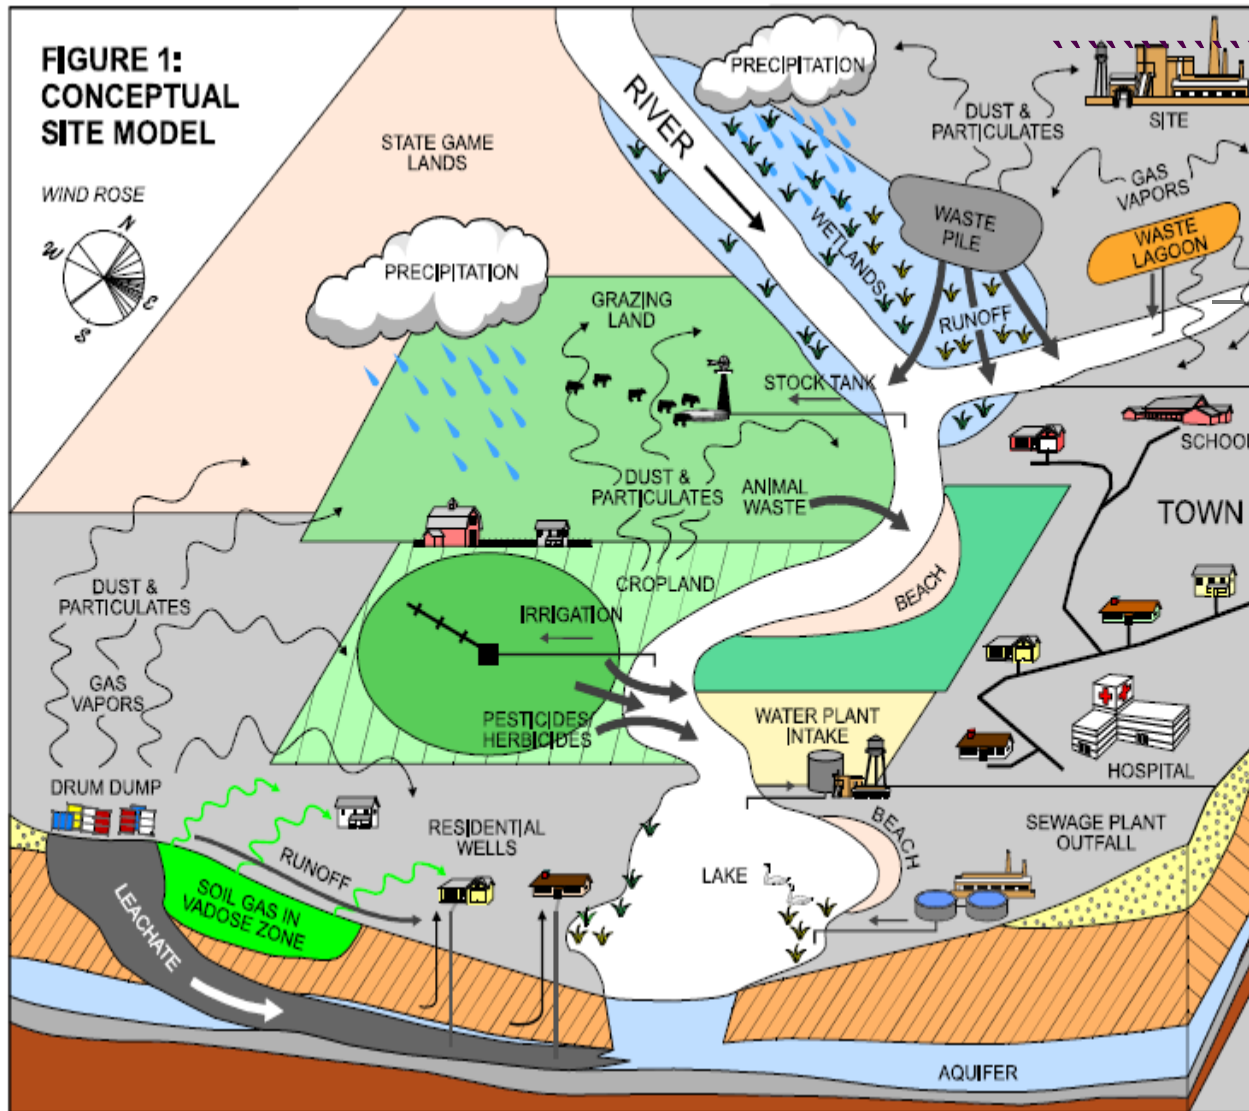 FIGURE 1:
CONCEPTUAL
SITE MODEL
WIND ROSE
N
W
E
S
STATE GAME
LANDS
RIVER
PRECIPITATION
DUST &
PARTICULATES
SITE
GAS
VAPORS
WASTE
PILE
WASTE
LAGOON
WETLANDS
RUNOFF
PRECIPITATION
GRAZING
LAND
STOCK TANK
SCHOOL
DUST &
PARTICULATES
ANIMAL
WASTE
TOWN
CROPLAND
BEACH
DUST &
PARTICULATES
IRRIGATION
GAS
VAPORS
PESTICIDES/
HERBICIDES
WATER PLANT
INTAKE
HOSPITAL
DRUM DUMP
RESIDENTIAL
WELLS
BEACH
SEWAGE PLANT
OUTFALL
RUNOFF
LAKE
SOIL GAS IN
VADOSE ZONE
LEACHATE
AQUIFER